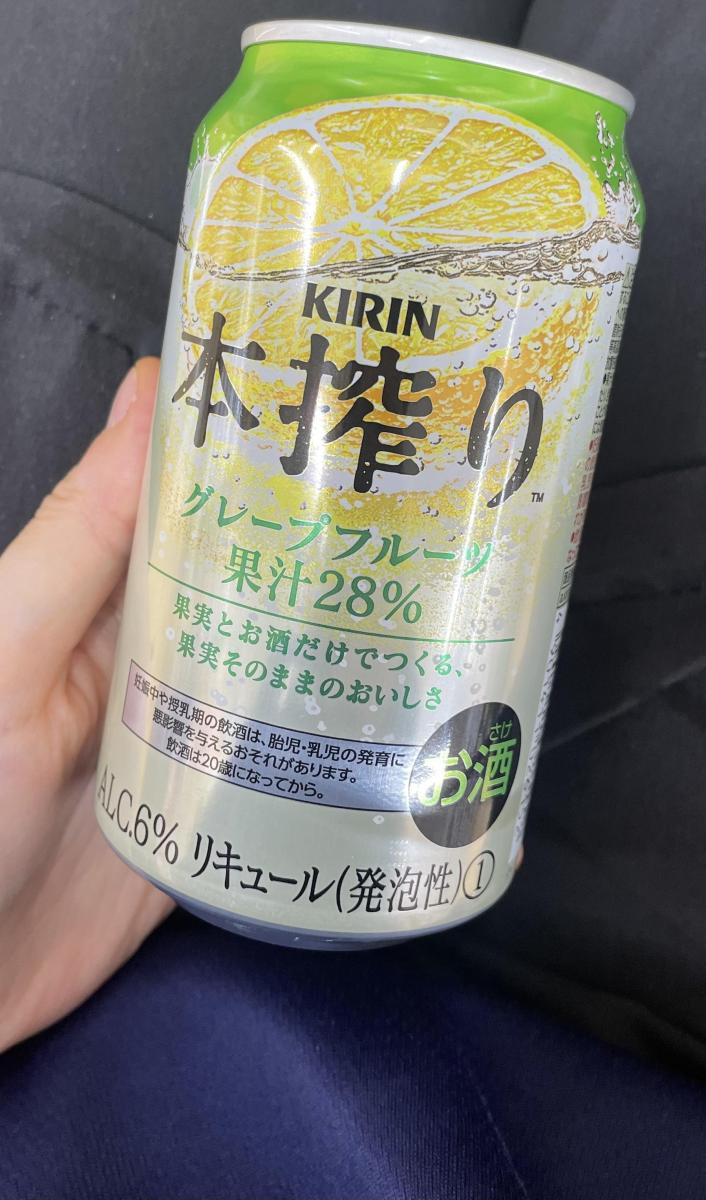 KIRIN
本搾り™
グレープフルーツ
果汁28%
果実とお酒だけでつくる、
果実そのままのおいしさ
妊娠中や授乳期の飲酒は、胎児・乳児の発育に
悪影響を与えるおそれがあります。
飲酒は20歳になってから。
さけ
お酒
ALC.6% リキュール(発泡性)①